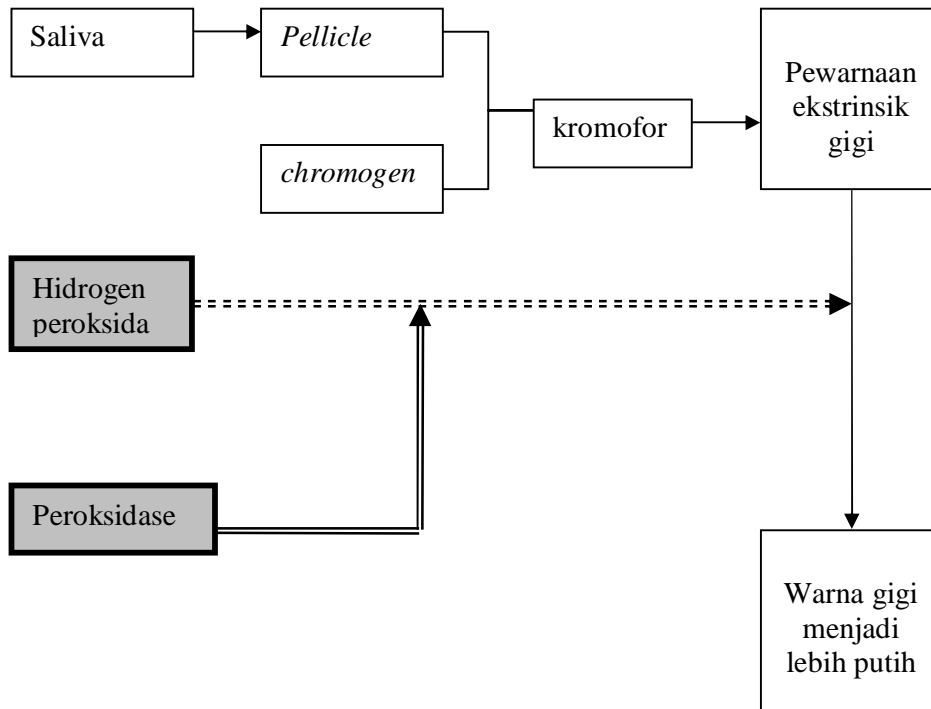 Saliva
Pellicle
Pewarnaan
ekstrinsik
gigi
kromofor
chromogen
Hidrogen
peroksida
Peroksidase
Warna gigi
menjadi
lebih putih